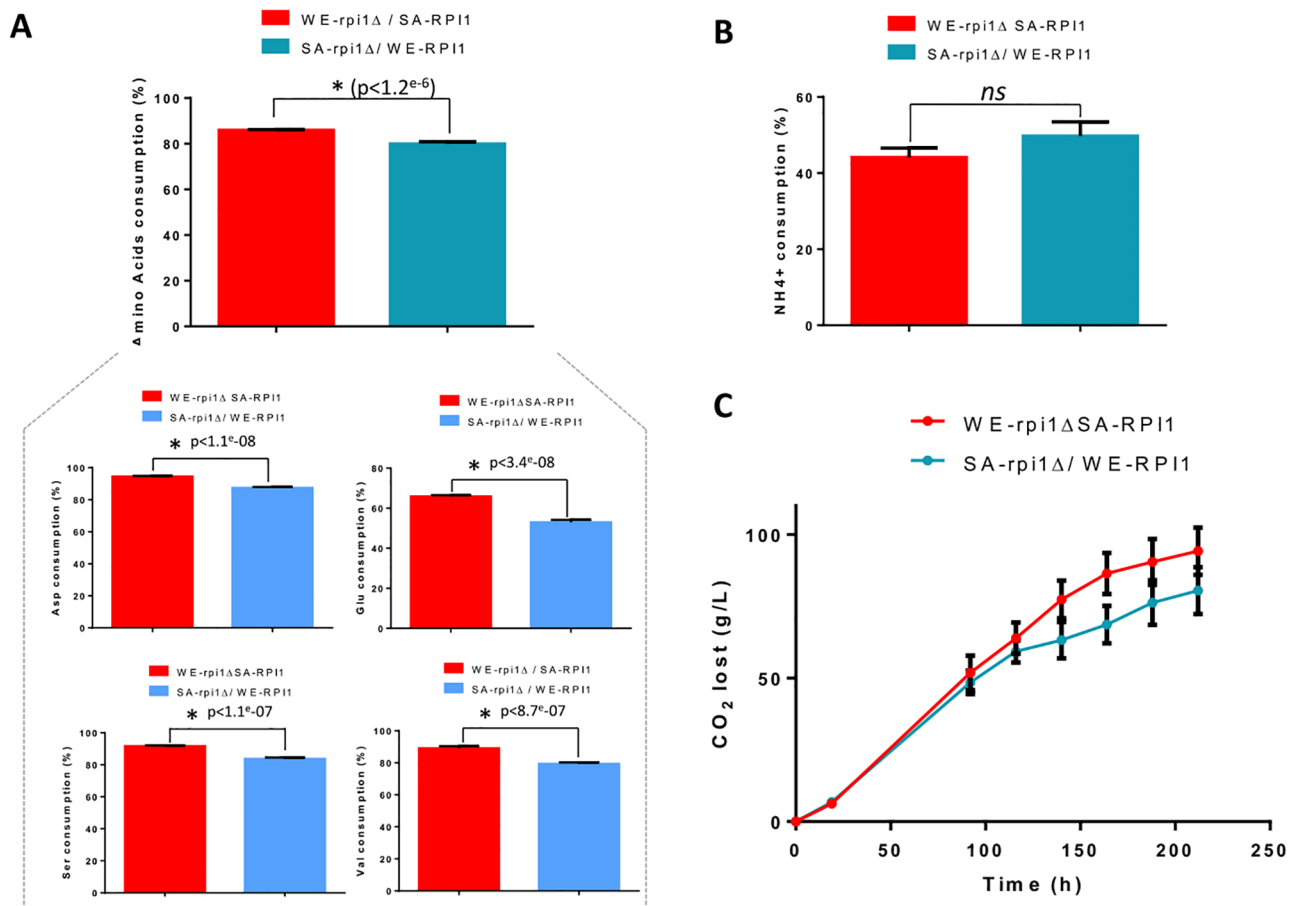 A
WE-rpi1Δ / SA-RPI1
SA-rpi1Δ/ WE-RPI1
* (p<1.2e-6)
Amino Acids consumption (%)
100
80
60
40
20
0
B
WE-rpi1Δ SA-RPI1
SA-rpi1Δ/ WE-RPI1
ns
NH4+ consumption (%)
60
40
20
0
WE-rpi1Δ SA-RPI1
SA-rpi1Δ/ WE-RPI1
* p<1.1e-08
Asp consumption (%)
100
80
60
40
20
0
WE-rpi1ΔSA-RPI1
SA-rpi1Δ/ WE-RPI1
* p<3.4e-08
Glu consumption (%)
80
60
40
20
0
WE-rpi1ΔSA-RPI1
SA-rpi1Δ/ WE-RPI1
* p<1.1e-07
Ser consumption (%)
100
80
60
40
20
0
WE-rpi1Δ / SA-RPI1
SA-rpi1Δ / WE-RPI1
* p<8.7e-07
Val consumption (%)
100
80
60
40
20
0
C
WE-rpi1ΔSA-RPI1
SA-rpi1Δ/ WE-RPI1
CO2 lost (g/L)
100
50
0
0 50 100 150 200 250
Time (h)